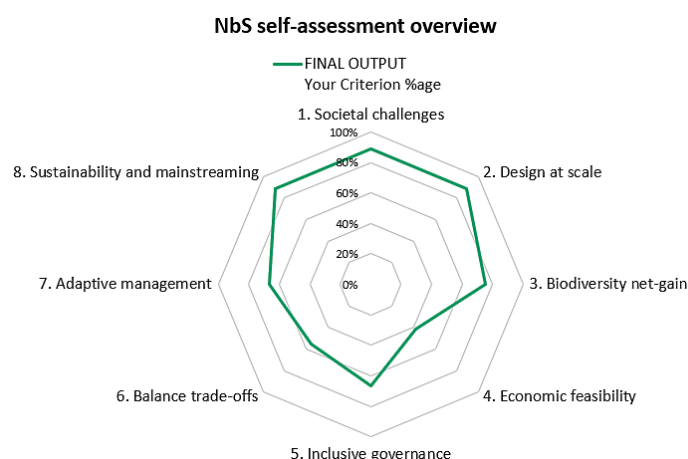 NbS self-assessment overview
FINAL OUTPUT
Your Criterion %age
1. Societal challenges
100%
8. Sustainability and mainstreaming
80%
2. Design at scale
60%
40%
20%
7. Adaptive management
0%
3. Biodiversity net-gain
6. Balance trade-offs
4. Economic feasibility
5. Inclusive governance